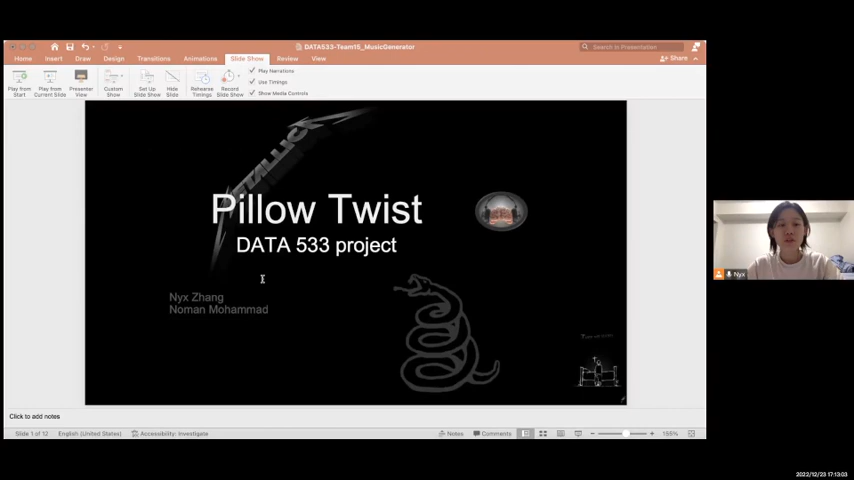 DATA533-Team15_MusicGenerator
Search in Presentation
Home Insert Draw Design Transitions Animations Slide Show Review View
Share
Play from Start
Play from Current Slide
Presenter View
Custom Show
Set Up Slide Show
Hide Slide
Rehearse Timings
Record Slide Show
Play Narrations
Use Timings
Show Media Controls
METALLICA
Pillow Twist
DATA 533 project
Nyx Zhang
Noman Mohammad
Nyx
Click to add notes
Slide 1 of 12 English (United States) Accessibility: Investigate Notes Comments 195%
2022/12/23 17:13:03